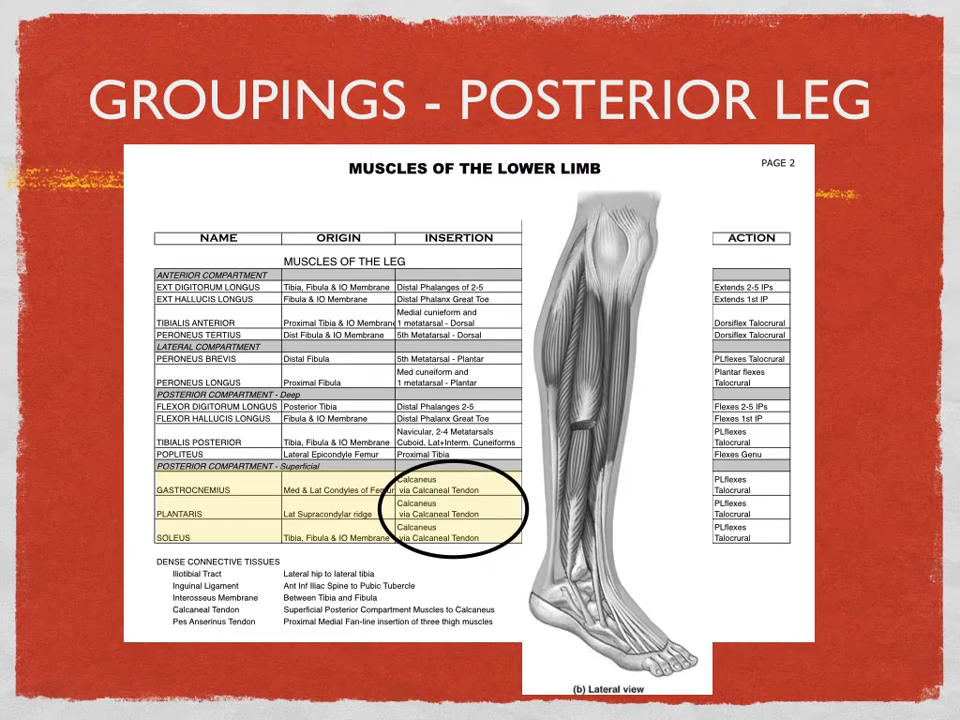 GROUPINGS - POSTERIOR LEG
MUSCLES OF THE LOWER LIMB
PAGE 2
NAME ORIGIN INSERTION ACTION
MUSCLES OF THE LEG
ANTERIOR COMPARTMENT
EXT DIGITORUM LONGUS Tibia, Fibula & IO Membrane Distal Phalanges of 2-5 Extends 2-5 IPs
EXT HALLUCIS LONGUS Fibula & IO Membrane Distal Phalanx Great Toe Extends 1st IP
Medial cunieform and
TIBIALIS ANTERIOR Proximal Tibia & IO Membrane 1 metatarsal - Dorsal Dorsiflex Talocrural
PERONEUS TERTIUS Dist Fibula & IO Membrane 5th Metatarsal - Dorsal Dorsiflex Talocrural
LATERAL COMPARTMENT
PERONEUS BREVIS Distal Fibula 5th Metatarsal - Plantar PLflexes Talocrural
Med cuneiform and Plantar flexes
PERONEUS LONGUS Proximal Fibula 1 metatarsal - Plantar Talocrural
POSTERIOR COMPARTMENT - Deep
FLEXOR DIGITORUM LONGUS Posterior Tibia Distal Phalanges 2-5 Flexes 2-5 IPs
FLEXOR HALLUCIS LONGUS Fibula & IO Membrane Distal Phalanx Great Toe Flexes 1st IP
Navicular, 2-4 Metatarsals PLflexes
TIBIALIS POSTERIOR Tibia, Fibula & IO Membrane Cuboid, Lat+Interm. Cuneiforms Talocrural
POPLITEUS Lateral Epicondyle Femur Proximal Tibia Flexes Genu
POSTERIOR COMPARTMENT - Superficial
Calcaneus PLflexes
GASTROCNEMIUS Med & Lat Condyles of Femur via Calcaneal Tendon Talocrural
Calcaneus PLflexes
PLANTARIS Lat Supracondylar ridge via Calcaneal Tendon Talocrural
Calcaneus PLflexes
SOLEUS Tibia, Fibula & IO Membrane via Calcaneal Tendon Talocrural
DENSE CONNECTIVE TISSUES
Iliotibial Tract Lateral hip to lateral tibia
Inguinal Ligament Ant Inf Iliac Spine to Pubic Tubercle
Interosseus Membrane Between Tibia and Fibula
Calcaneal Tendon Superficial Posterior Compartment Muscles to Calcaneus
Pes Anserinus Tendon Proximal Medial Fan-line insertion of three thigh muscles
(b) Lateral view